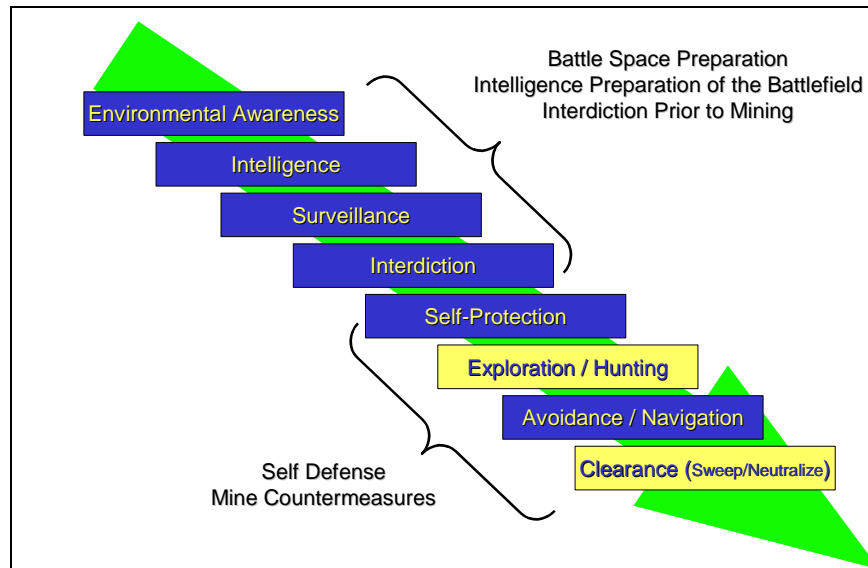 Battle Space Preparation
Intelligence Preparation of the Battlefield
Interdiction Prior to Mining
Environmental Awareness
Intelligence
Surveillance
Interdiction
Self-Protection
Exploration / Hunting
Avoidance / Navigation
Clearance (Sweep/Neutralize)
Self Defense
Mine Countermeasures